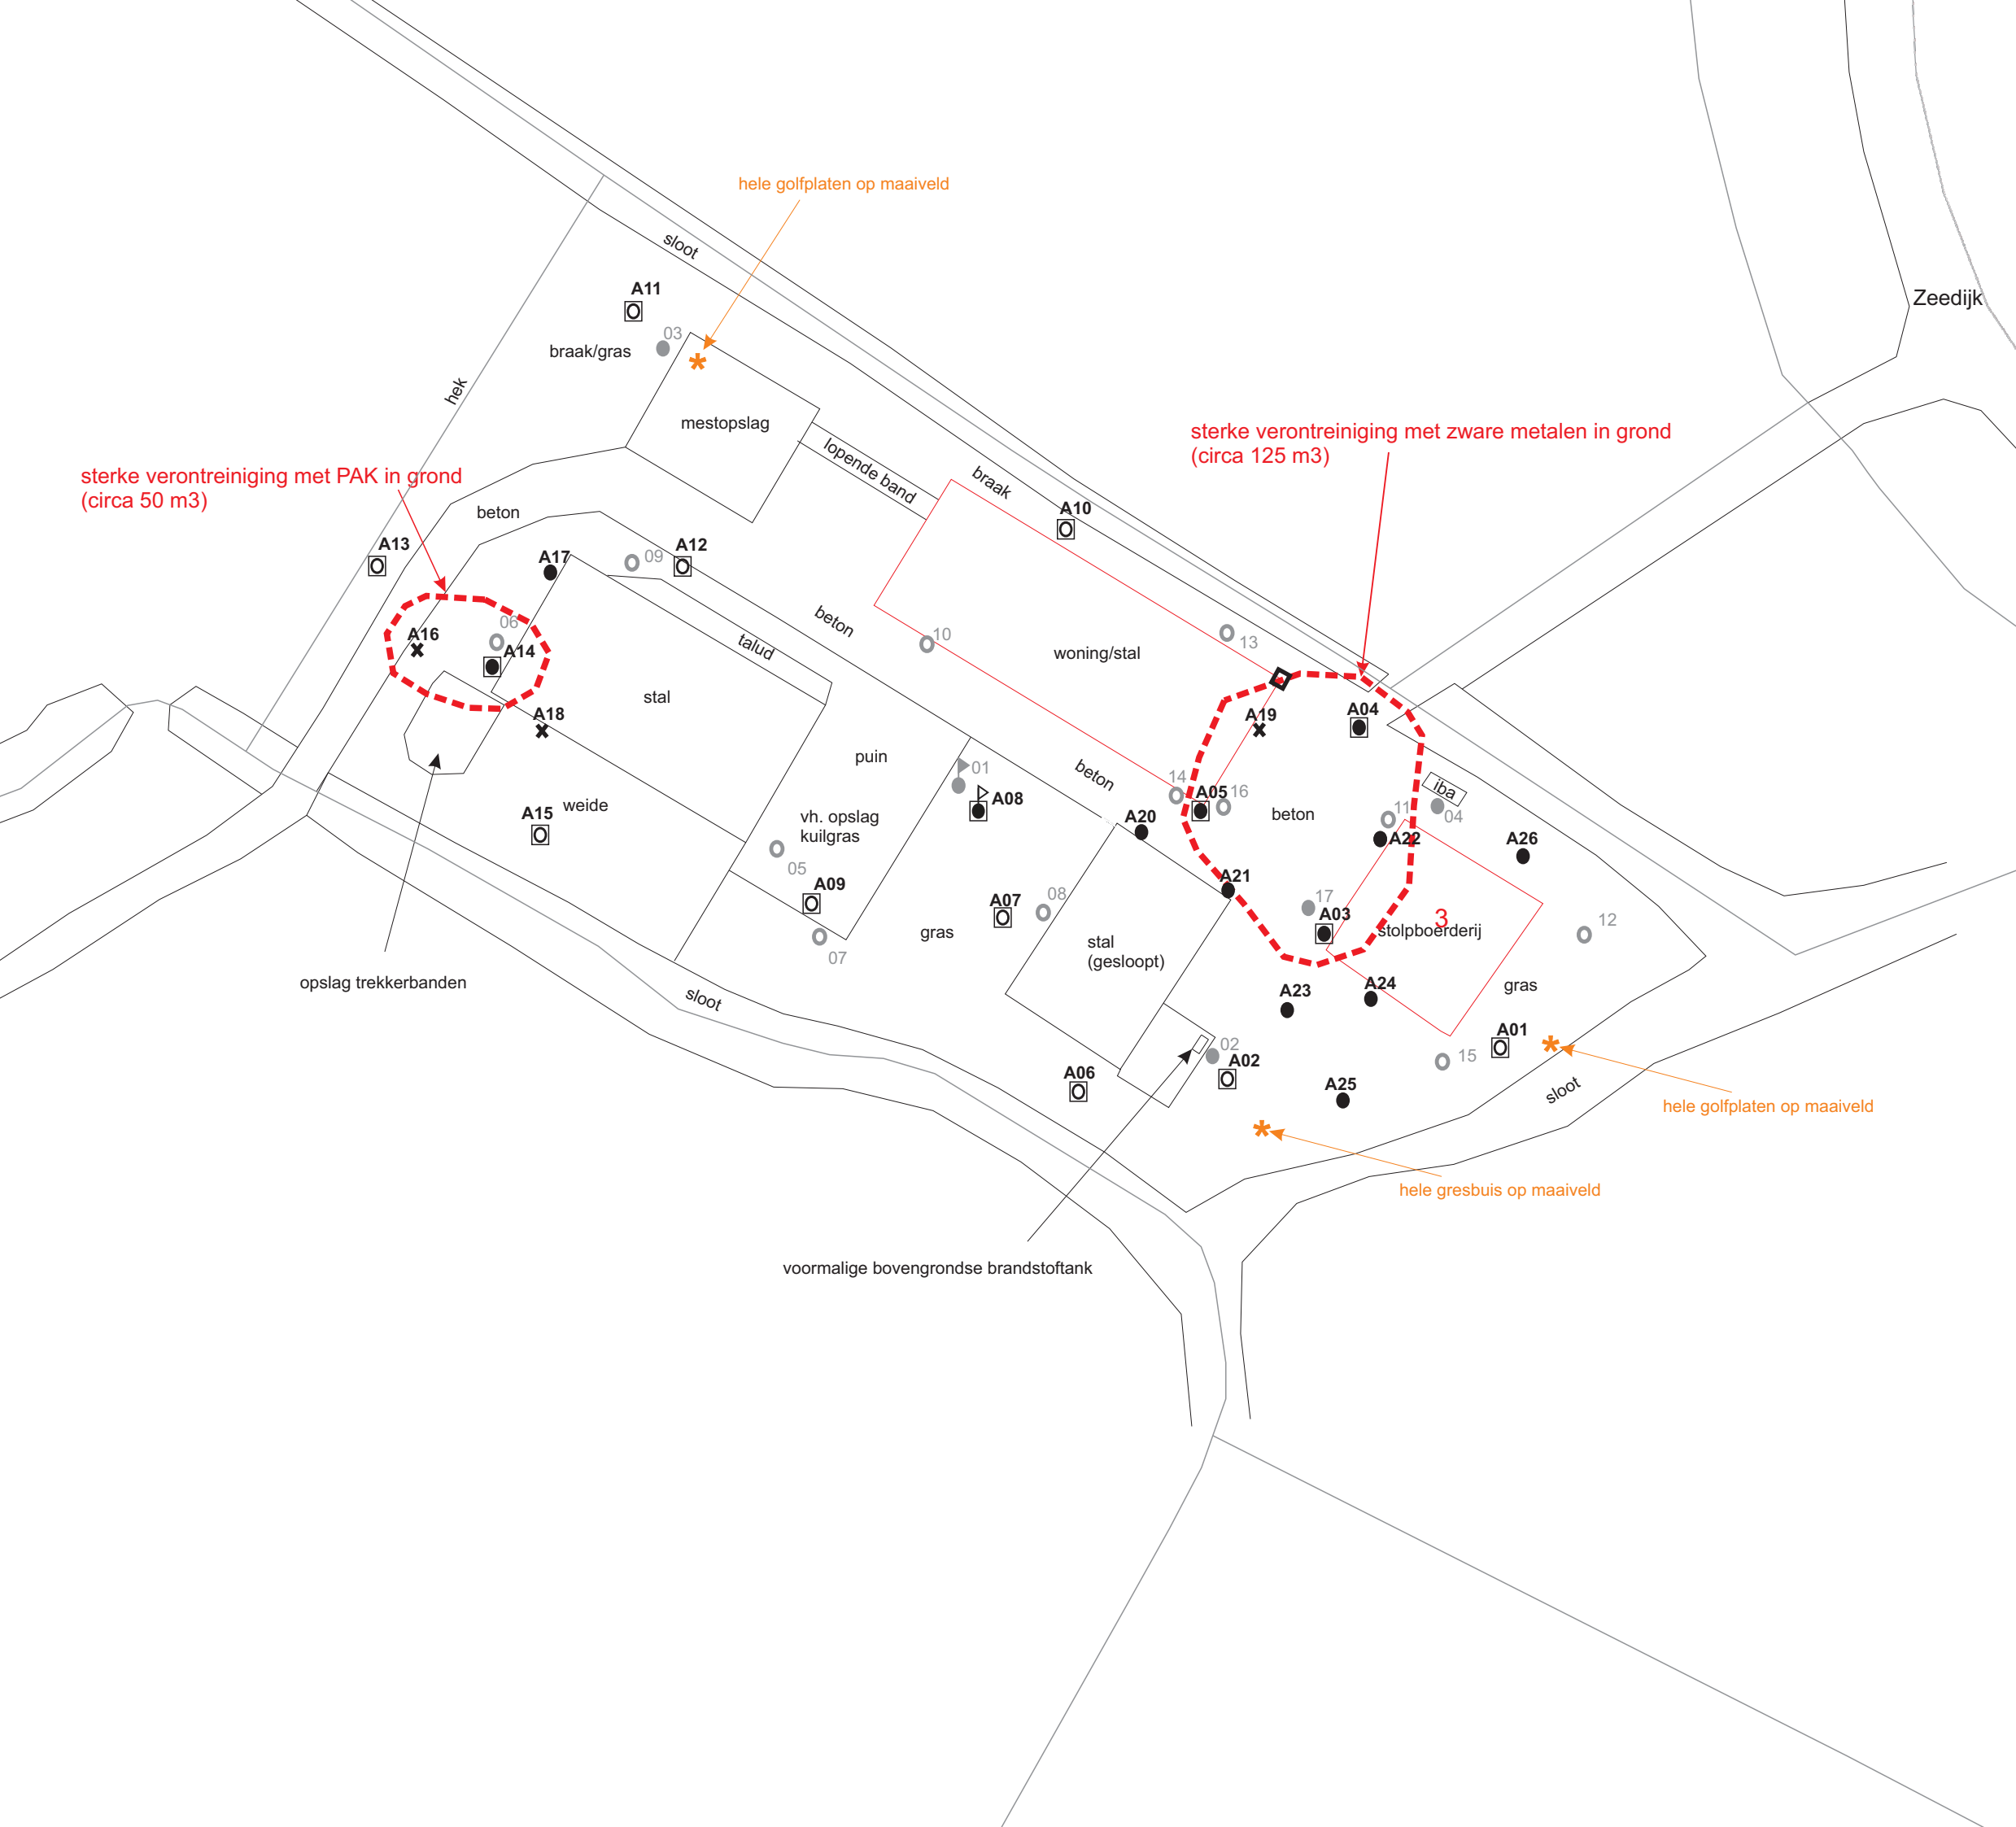 hele golfplaten op maaiveld
sloot
Zeedijk
A11
03
braak/gras
hek
mestopslag
lopende band
braak
sterke verontreiniging met zware metalen in grond
(circa 125 m3)
sterke verontreiniging met PAK in grond
(circa 50 m3)
beton
A10
A13
A17
09
A12
06
A16
A14
beton
talud
10
woning/stal
13
stal
A18
A19
A04
puin
01
beton
14
A05
16
iba
04
weide
A15
vh. opslag
kuilgras
A08
A20
beton
11
A22
A26
05
A09
A21
A07
08
17
A03
3
stolpboerderij
12
gras
07
stal
(gesloopt)
opslag trekkerbanden
sloot
A23
A24
gras
02
A02
A01
15
A06
A25
sloot
hele golfplaten op maaiveld
hele gresbuis op maaiveld
voormalige bovengrondse brandstoftank